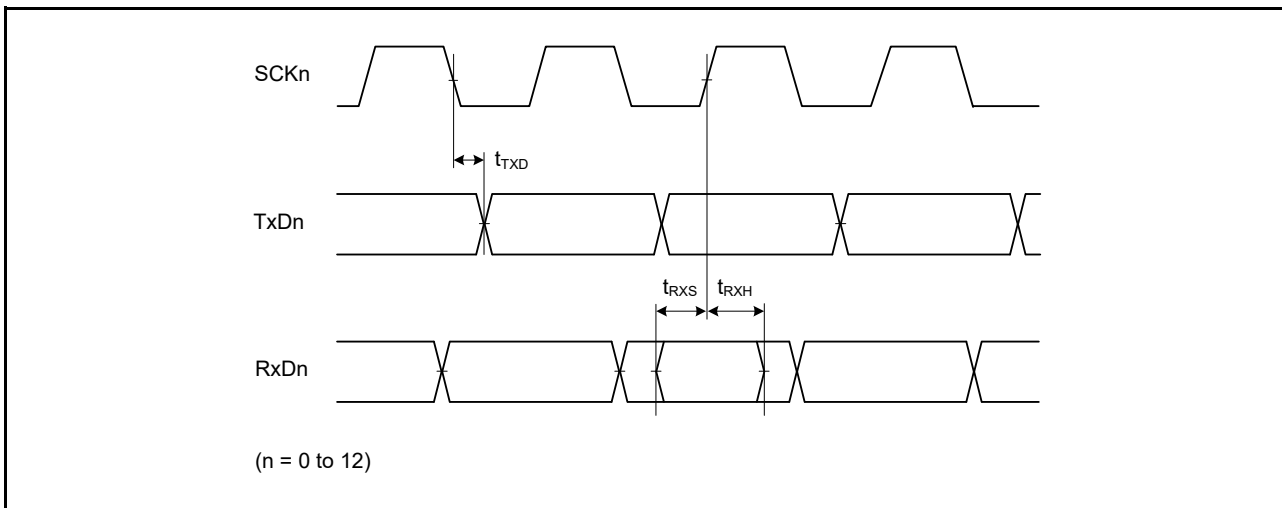 SCKn
tTXD
TxDn
tRXS tRXH
RxDn
(n = 0 to 12)